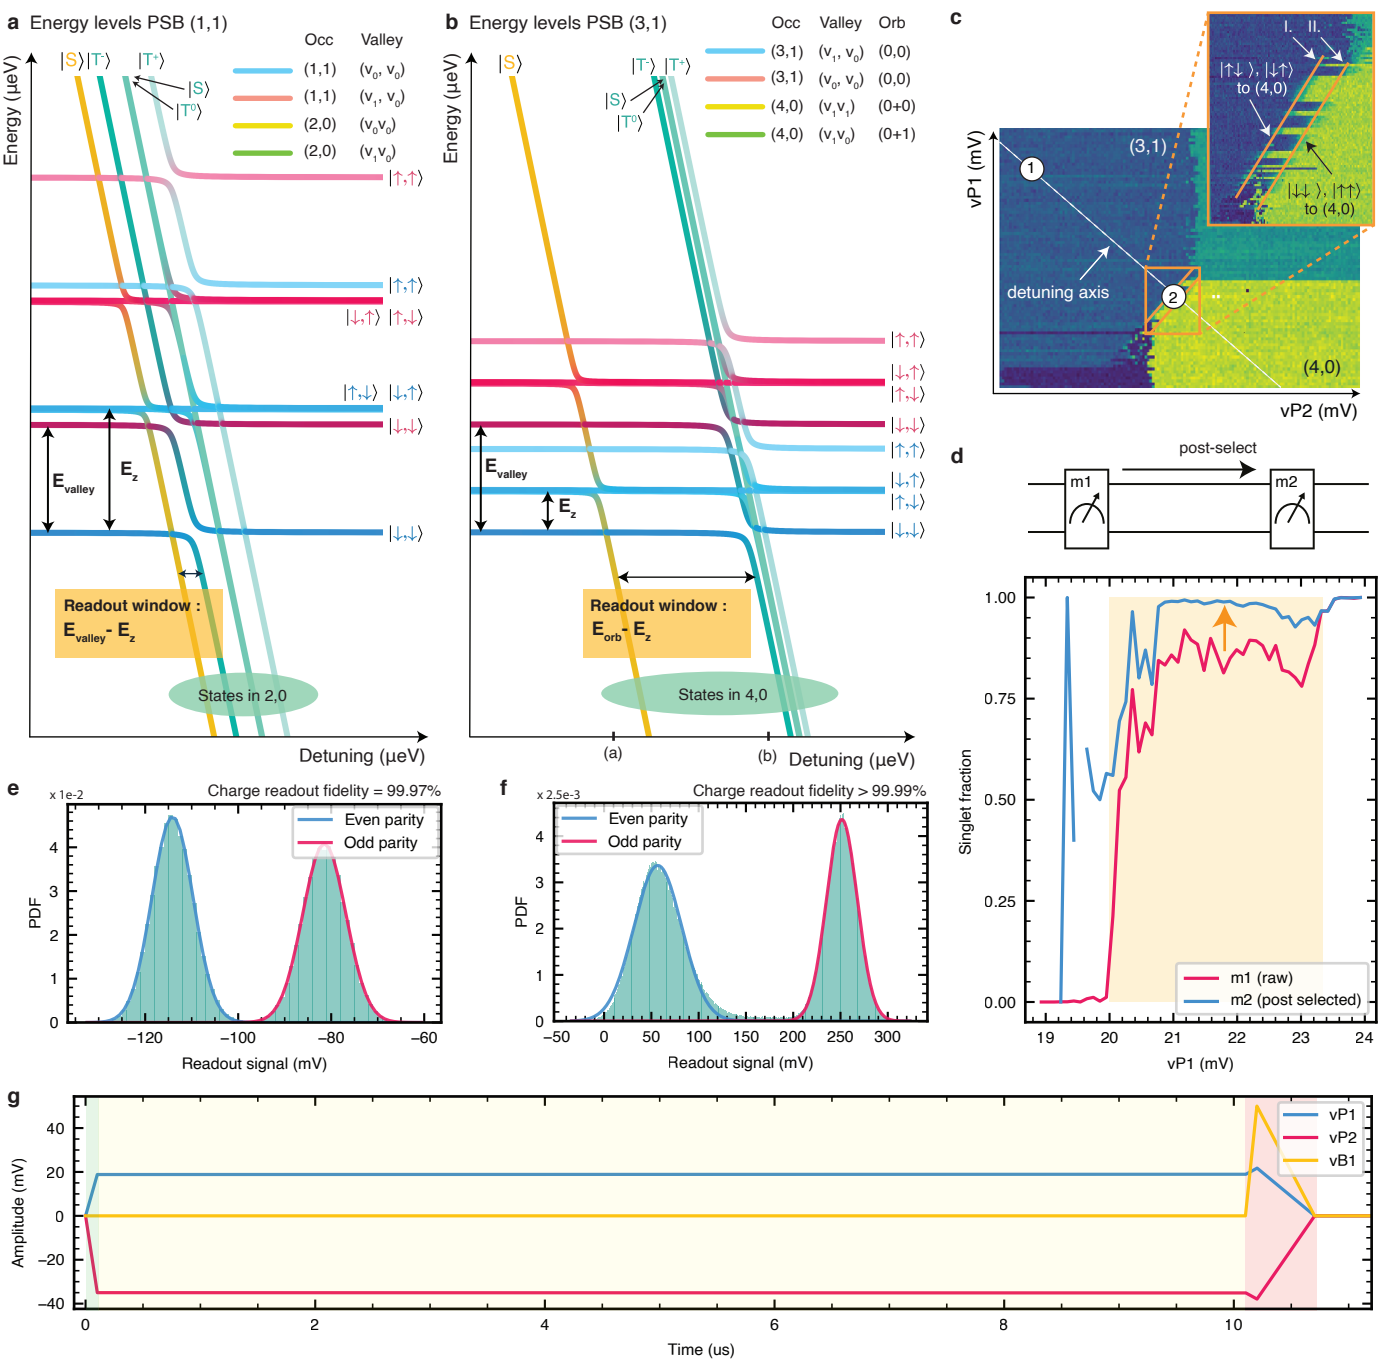 a Energy levels PSB (1,1)
Energy (µeV)
|S⟩ |T⁻⟩ |T⁺⟩
|S⟩
|T⁰⟩
Occ Valley
(1,1) (v₀, v₀)
(1,1) (v₁, v₀)
(2,0) (v₀v₀)
(2,0) (v₁v₀)
|↑,↑⟩
|↑,↑⟩
|↓,↑⟩ |↑,↓⟩
|↑,↓⟩ |↓,↑⟩
|↓,↓⟩
|↓,↓⟩
E_valley
E_z
Readout window :
E_valley - E_z
States in 2,0
Detuning (µeV)
b Energy levels PSB (3,1)
Energy (µeV)
|S⟩
|T⁻⟩ |T⁺⟩
|S⟩
|T⁰⟩
Occ Valley Orb
(3,1) (v₁, v₀) (0,0)
(3,1) (v₀, v₀) (0,0)
(4,0) (v₁v₁) (0+0)
(4,0) (v₁v₀) (0+1)
|↑,↑⟩
|↓,↑⟩
|↑,↓⟩
|↓,↓⟩
|↑,↑⟩
|↓,↑⟩
|↑,↓⟩
|↓,↓⟩
E_valley
E_z
Readout window :
E_orb - E_z
States in 4,0
(a) (b) Detuning (µeV)
c
I. II.
|↑↓⟩, |↓↑⟩
to (4,0)
|↓↓⟩, |↑↑⟩
to (4,0)
(3,1)
1
detuning axis
2
(4,0)
vP1 (mV)
vP2 (mV)
d
post-select
m1 m2
1.00
0.75
0.50
0.25
0.00
Singlet fraction
m1 (raw)
m2 (post selected)
19 20 21 22 23 24
vP1 (mV)
e
x 1e-2
Charge readout fidelity = 99.97%
Even parity
Odd parity
4
3
2
1
0
PDF
−120 −100 −80 −60
Readout signal (mV)
f
x 2.5e-3
Charge readout fidelity > 99.99%
Even parity
Odd parity
4
3
2
1
0
PDF
−50 0 50 100 150 200 250 300
Readout signal (mV)
g
40
20
0
−20
−40
Amplitude (mV)
vP1
vP2
vB1
0 2 4 6 8 10
Time (us)